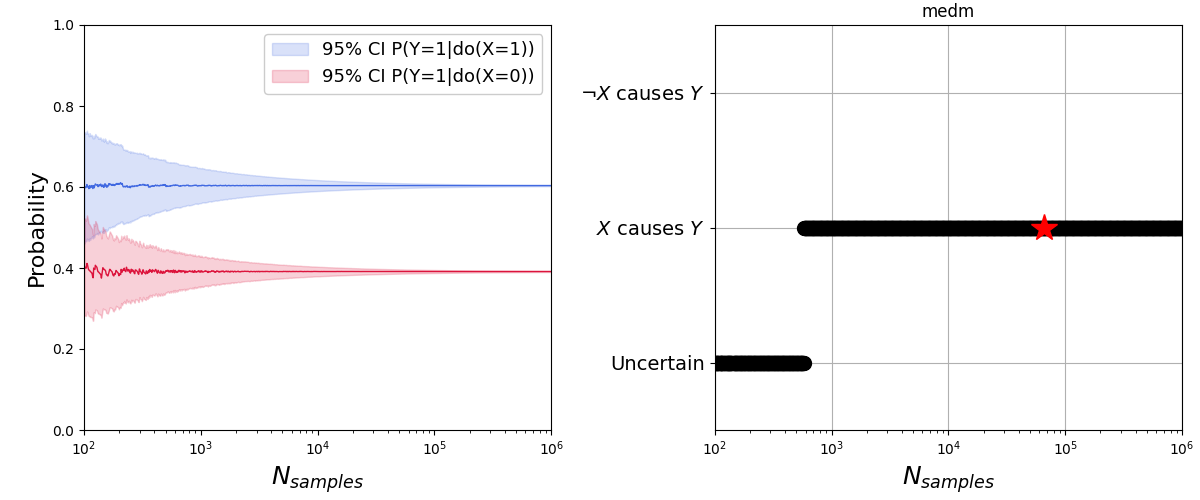 1.0
0.8
0.6
0.4
0.2
0.0
Probability
95% CI P(Y=1|do(X=1))
95% CI P(Y=1|do(X=0))
10²
10³
10⁴
10⁵
10⁶
N_samples
medm
¬X causes Y
X causes Y
Uncertain
10²
10³
10⁴
10⁵
10⁶
N_samples